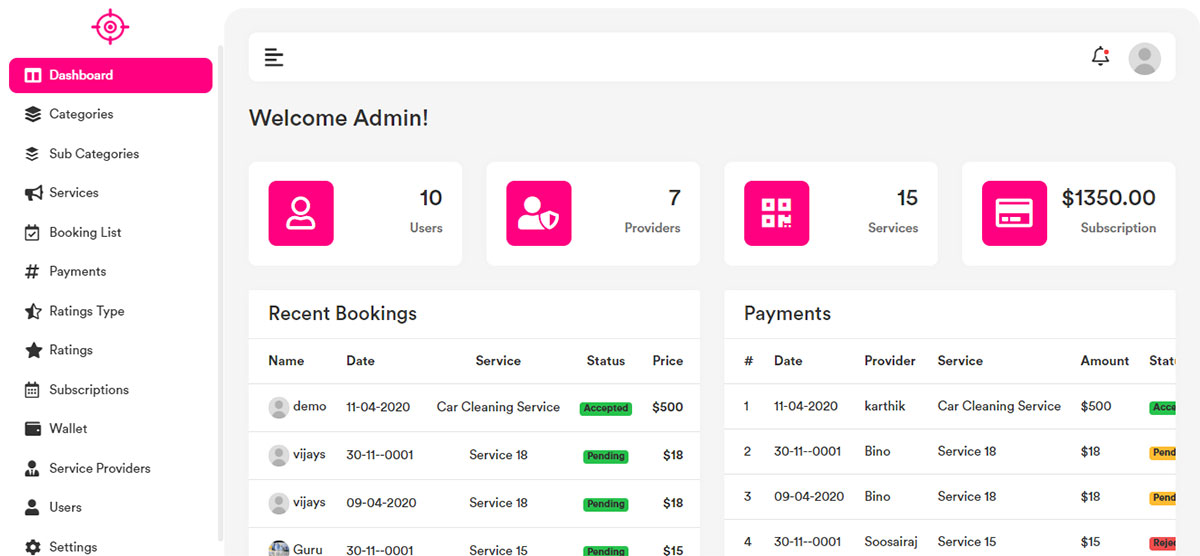 Dashboard
Categories
Sub Categories
Services
Booking List
Payments
Ratings Type
Ratings
Subscriptions
Wallet
Service Providers
Users
Settings
Welcome Admin!
10
Users
7
Providers
15
Services
$1350.00
Subscription
Recent Bookings
Name Date Service Status Price
demo 11-04-2020 Car Cleaning Service Accepted $500
vijays 30-11--0001 Service 18 Pending $18
vijays 09-04-2020 Service 18 Pending $18
Guru 30-11--0001 Service 15 Pending $15
Payments
# Date Provider Service Amount Statu
1 11-04-2020 karthik Car Cleaning Service $500 Acce
2 30-11--0001 Bino Service 18 $18 Pend
3 09-04-2020 Bino Service 18 $18 Pend
4 30-11--0001 Soosairaj Service 15 $15 Rejec